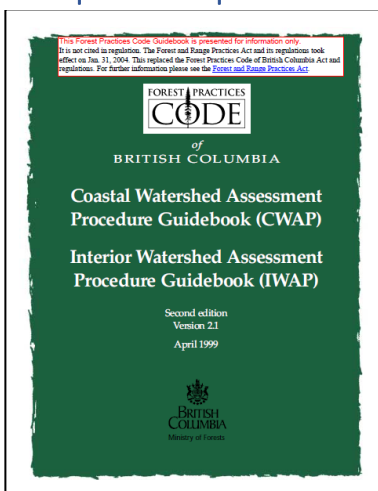 This Forest Practices Code Guidebook is presented for information only.
It is not cited in regulation. The Forest and Range Practices Act and its regulations took
effect on Jan. 31, 2004. This replaced the Forest Practices Code of British Columbia Act and
regulations. For further information please see the Forest and Range Practices Act.
FOREST PRACTICES
CODE
of
BRITISH COLUMBIA
Coastal Watershed Assessment
Procedure Guidebook (CWAP)
Interior Watershed Assessment
Procedure Guidebook (IWAP)
Second edition
Version 2.1
April 1999
BRITISH
COLUMBIA
Ministry of Forests